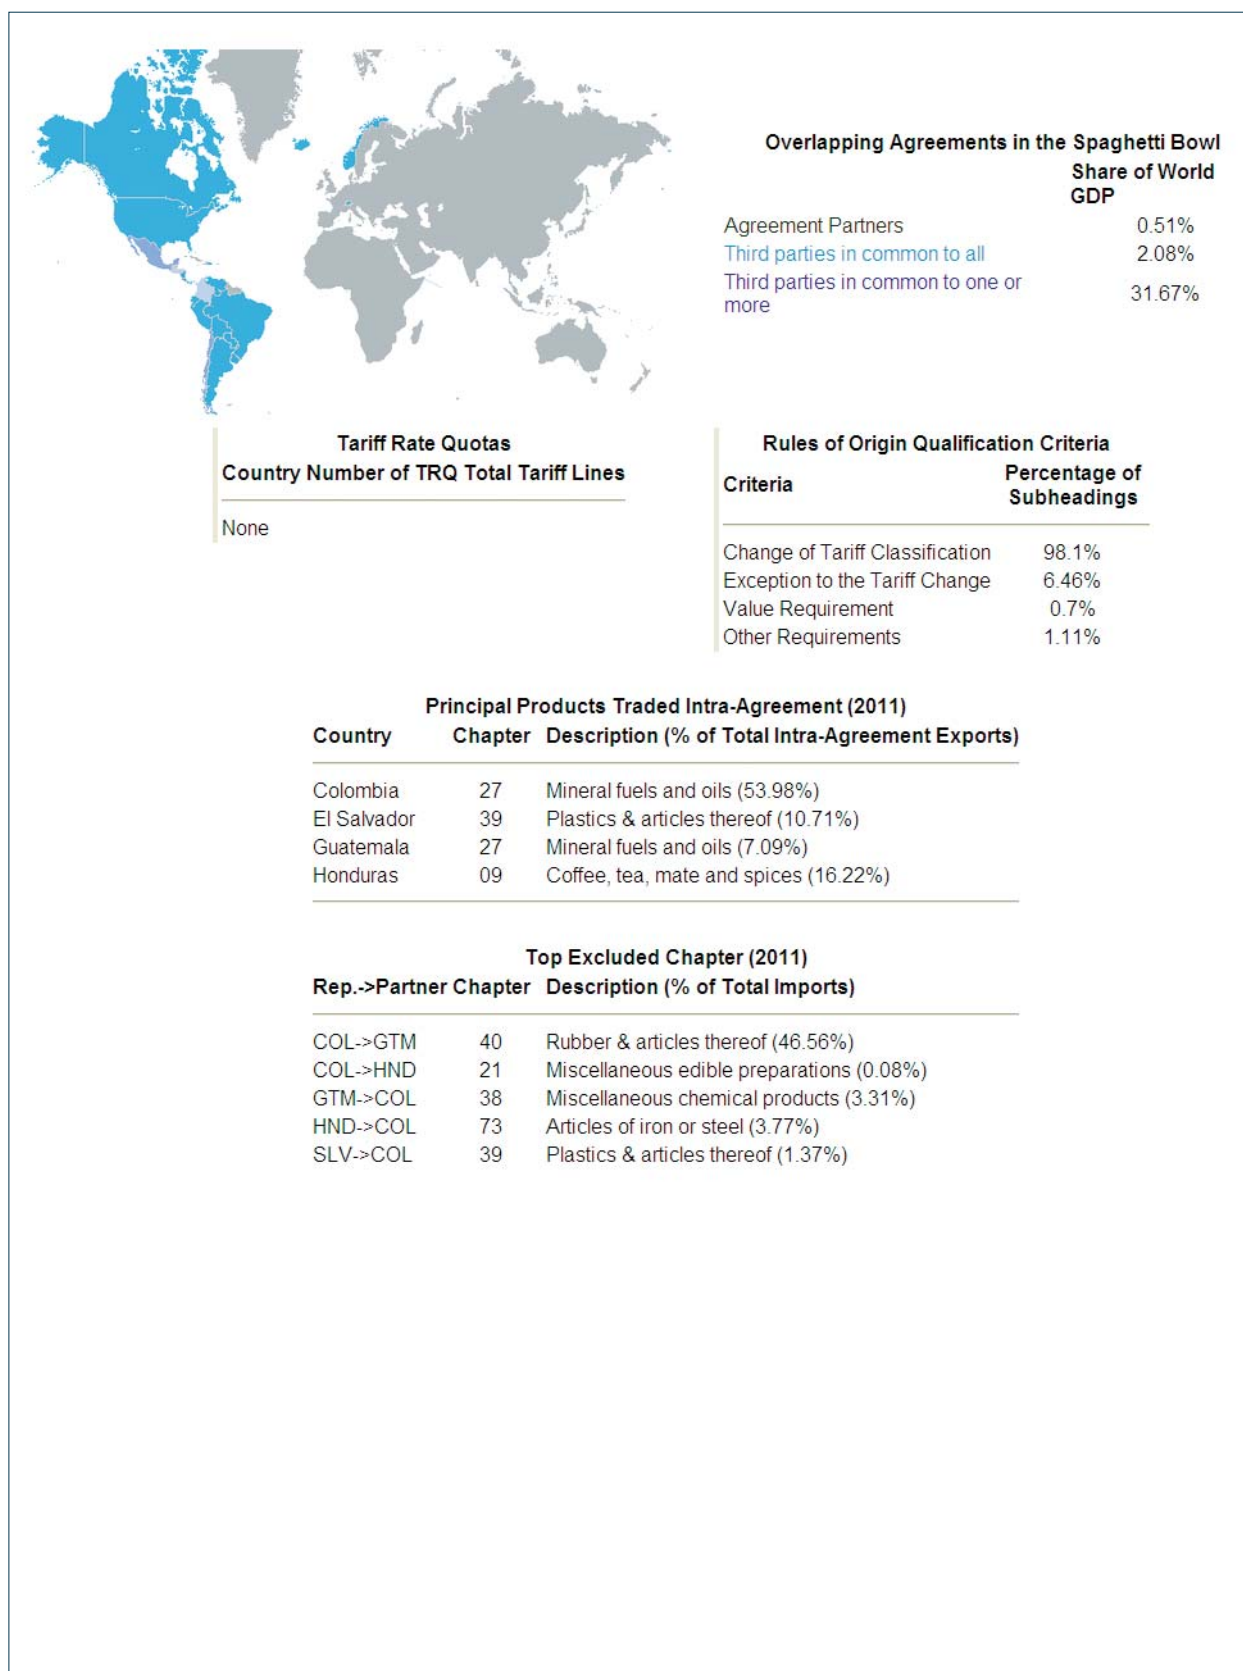 Overlapping Agreements in the Spaghetti Bowl
Share of World
GDP
Agreement Partners 0.51%
Third parties in common to all 2.08%
Third parties in common to one or
more 31.67%
Tariff Rate Quotas
Country Number of TRQ Total Tariff Lines
None
Rules of Origin Qualification Criteria
Criteria Percentage of
Subheadings
Change of Tariff Classification 98.1%
Exception to the Tariff Change 6.46%
Value Requirement 0.7%
Other Requirements 1.11%
Principal Products Traded Intra-Agreement (2011)
Country Chapter Description (% of Total Intra-Agreement Exports)
Colombia 27 Mineral fuels and oils (53.98%)
El Salvador 39 Plastics & articles thereof (10.71%)
Guatemala 27 Mineral fuels and oils (7.09%)
Honduras 09 Coffee, tea, mate and spices (16.22%)
Top Excluded Chapter (2011)
Rep.->Partner Chapter Description (% of Total Imports)
COL->GTM 40 Rubber & articles thereof (46.56%)
COL->HND 21 Miscellaneous edible preparations (0.08%)
GTM->COL 38 Miscellaneous chemical products (3.31%)
HND->COL 73 Articles of iron or steel (3.77%)
SLV->COL 39 Plastics & articles thereof (1.37%)